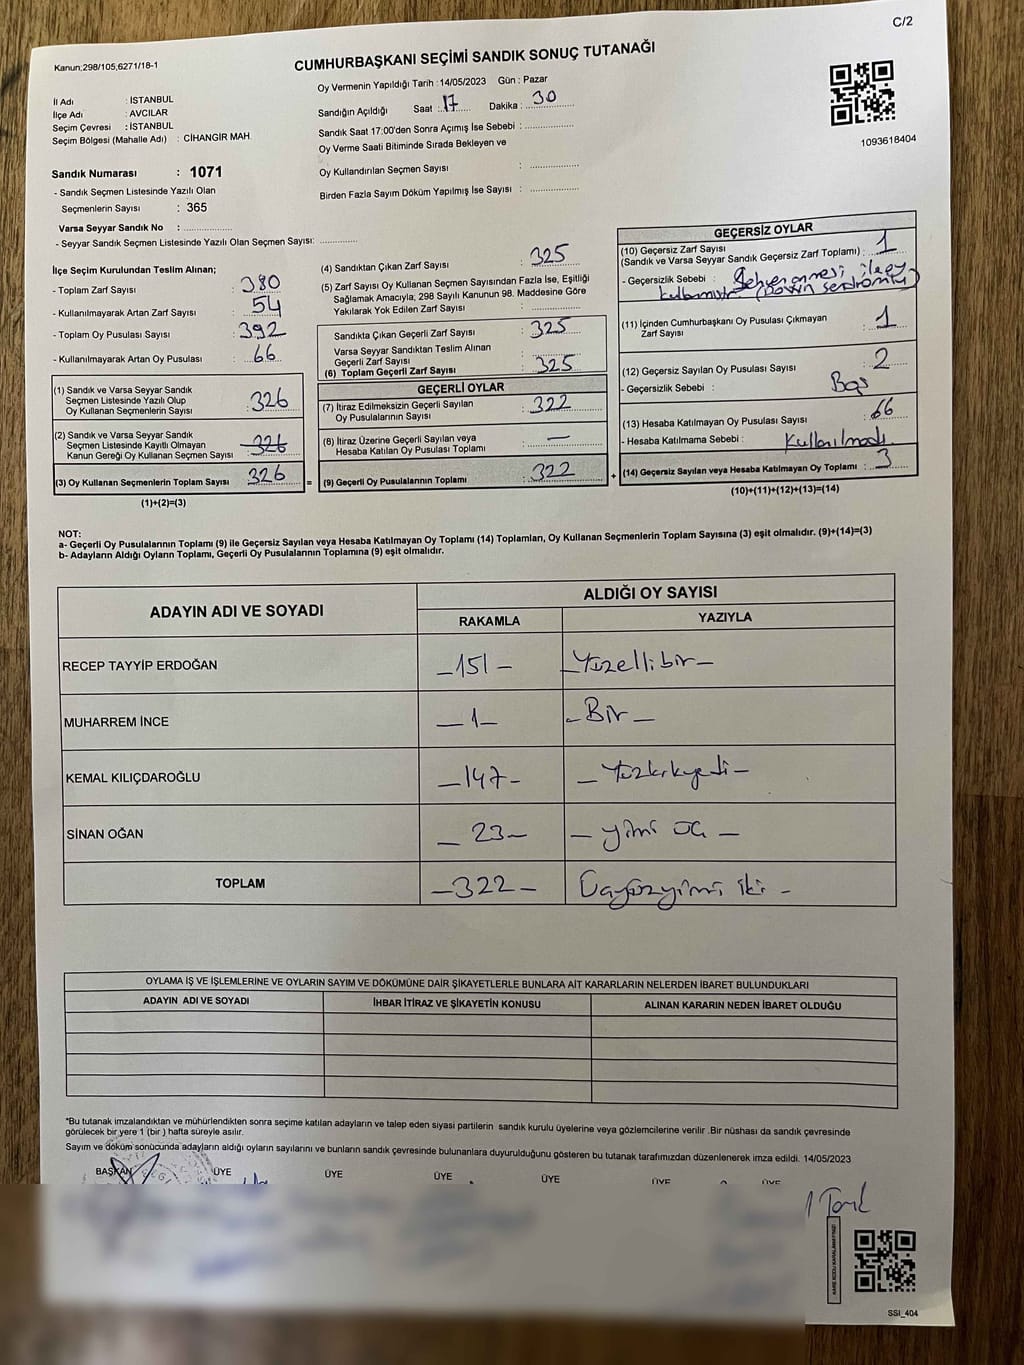 C/2
Kanun;298/105,6271/18-1
CUMHURBAŞKANI SEÇİMİ SANDIK SONUÇ TUTANAĞI
Oy Vermenin Yapıldığı Tarih : 14/05/2023 Gün : Pazar
İl Adı : İSTANBUL
İlçe Adı : AVCILAR
Seçim Çevresi : İSTANBUL
Seçim Bölgesi (Mahalle Adı) : CİHANGİR MAH.
Sandığın Açıldığı Saat : 17 Dakika : 30
Sandık Saat 17:00'den Sonra Açımış İse Sebebi :
Oy Verme Saati Bitiminde Sırada Bekleyen ve
Oy Kullandırılan Seçmen Sayısı :
Birden Fazla Sayım Döküm Yapılmış İse Sayısı :
1093618404
Sandık Numarası : 1071
- Sandık Seçmen Listesinde Yazılı Olan
Seçmenlerin Sayısı : 365
Varsa Seyyar Sandık No :
- Seyyar Sandık Seçmen Listesinde Yazılı Olan Seçmen Sayısı:
İlçe Seçim Kurulundan Teslim Alınan;
- Toplam Zarf Sayısı : 380
- Kullanılmayarak Artan Zarf Sayısı : 54
- Toplam Oy Pusulası Sayısı : 392
- Kullanılmayarak Artan Oy Pusulası : 66
(1) Sandık ve Varsa Seyyar Sandık
Seçmen Listesinde Yazılı Olup
Oy Kullanan Seçmenlerin Sayısı : 326
(2) Sandık ve Varsa Seyyar Sandık
Seçmen Listesinde Kayıtlı Olmayan
Kanun Gereği Oy Kullanan Seçmen Sayısı : 326
(3) Oy Kullanan Seçmenlerin Toplam Sayısı : 326
(1)+(2)=(3)
(4) Sandıktan Çıkan Zarf Sayısı : 325
(5) Zarf Sayısı Oy Kullanan Seçmen Sayısından Fazla İse, Eşitliği
Sağlamak Amacıyla; 298 Sayılı Kanunun 98. Maddesine Göre
Yakılarak Yok Edilen Zarf Sayısı :
Sandıkta Çıkan Geçerli Zarf Sayısı : 325
Varsa Seyyar Sandıktan Teslim Alınan
Geçerli Zarf Sayısı :
(6) Toplam Geçerli Zarf Sayısı : 325
GEÇERLİ OYLAR
(7) İtiraz Edilmeksizin Geçerli Sayılan
Oy Pusulalarının Sayısı : 322
(8) İtiraz Üzerine Geçerli Sayılan veya
Hesaba Katılan Oy Pusulası Toplamı : —
= (9) Geçerli Oy Pusulalarının Toplamı : 322 +
GEÇERSİZ OYLAR
(10) Geçersiz Zarf Sayısı
(Sandık ve Varsa Seyyar Sandık Geçersiz Zarf Toplamı) : 1
- Geçersizlik Sebebi :
(11) İçinden Cumhurbaşkanı Oy Pusulası Çıkmayan
Zarf Sayısı : 1
(12) Geçersiz Sayılan Oy Pusulası Sayısı : 2
- Geçersizlik Sebebi : Boş
(13) Hesaba Katılmayan Oy Pusulası Sayısı : 66
- Hesaba Katılmama Sebebi : Kullanılmadı
(14) Geçersiz Sayılan veya Hesaba Katılmayan Oy Toplamı : 3
(10)+(11)+(12)+(13)=(14)
NOT:
a- Geçerli Oy Pusulalarının Toplamı (9) ile Geçersiz Sayılan veya Hesaba Katılmayan Oy Toplamı (14) Toplamları, Oy Kullanan Seçmenlerin Toplam Sayısına (3) eşit olmalıdır. (9)+(14)=(3)
b- Adayların Aldığı Oyların Toplamı, Geçerli Oy Pusulalarının Toplamına (9) eşit olmalıdır.
ADAYIN ADI VE SOYADI
ALDIĞI OY SAYISI
RAKAMLA YAZIYLA
RECEP TAYYİP ERDOĞAN – 151 – – Yüzellibir –
MUHARREM İNCE – 1 – – Bir –
KEMAL KILIÇDAROĞLU – 147 – – Yüzkırkyedi –
SİNAN OĞAN – 23 – – yirmi üç –
TOPLAM – 322 – Üçyüzyirmi iki –
OYLAMA İŞ VE İŞLEMLERİNE VE OYLARIN SAYIM VE DÖKÜMÜNE DAİR ŞİKAYETLERLE BUNLARA AİT KARARLARIN NELERDEN İBARET BULUNDUKLARI
ADAYIN ADI VE SOYADI İHBAR İTİRAZ VE ŞİKAYETİN KONUSU ALINAN KARARIN NEDEN İBARET OLDUĞU
*Bu tutanak imzalandıktan ve mühürlendikten sonra seçime katılan adayların ve talep eden siyasi partilerin sandık kurulu üyelerine veya gözlemcilerine verilir .Bir nüshası da sandık çevresinde
görülecek bir yere 1 (bir) hafta süreyle asılır.
Sayım ve döküm sonucunda adayların aldığı oyların sayılarını ve bunların sandık çevresinde bulunanlara duyurulduğunu gösteren bu tutanak tarafımızdan düzenlenerek imza edildi. 14/05/2023
BAŞKAN ÜYE ÜYE ÜYE ÜYE ÜYE ÜYE
SSI_404